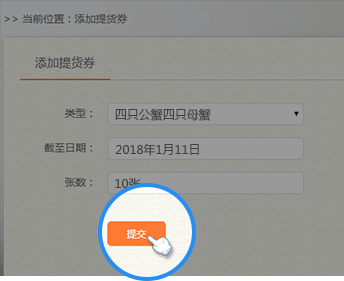 >> 当前位置：添加提货券
添加提货券
类型： 四只公蟹四只母蟹
截至日期： 2018年1月11日
张数： 10张
提交